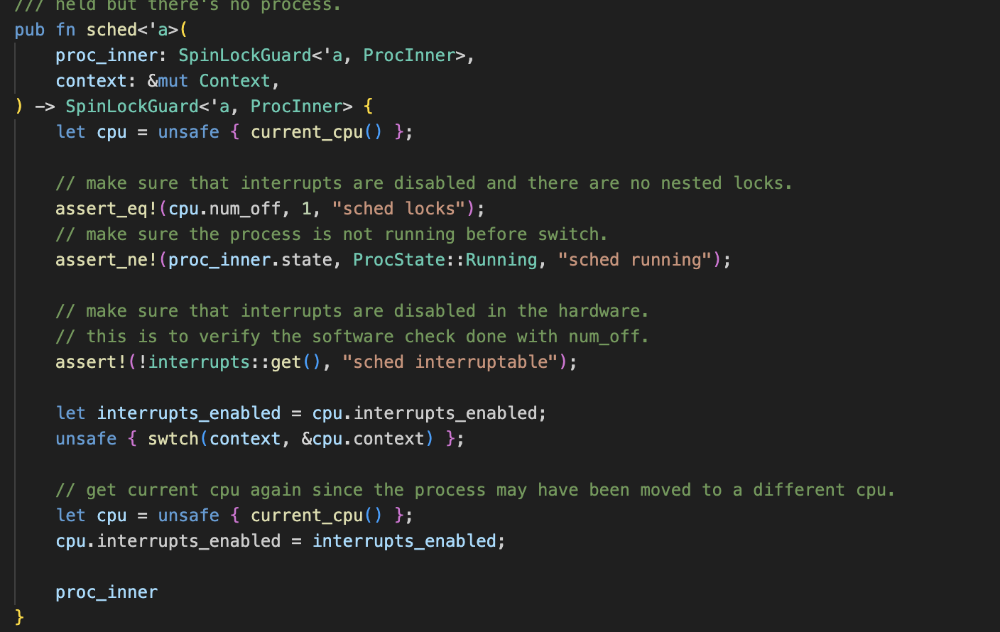 /// held but there's no process.
pub fn sched<'a>(
    proc_inner: SpinLockGuard<'a, ProcInner>,
    context: &mut Context,
) -> SpinLockGuard<'a, ProcInner> {
    let cpu = unsafe { current_cpu() };

    // make sure that interrupts are disabled and there are no nested locks.
    assert_eq!(cpu.num_off, 1, "sched locks");
    // make sure the process is not running before switch.
    assert_ne!(proc_inner.state, ProcState::Running, "sched running");

    // make sure that interrupts are disabled in the hardware.
    // this is to verify the software check done with num_off.
    assert!(!interrupts::get(), "sched interruptable");

    let interrupts_enabled = cpu.interrupts_enabled;
    unsafe { swtch(context, &cpu.context) };

    // get current cpu again since the process may have been moved to a different cpu.
    let cpu = unsafe { current_cpu() };
    cpu.interrupts_enabled = interrupts_enabled;

    proc_inner
}